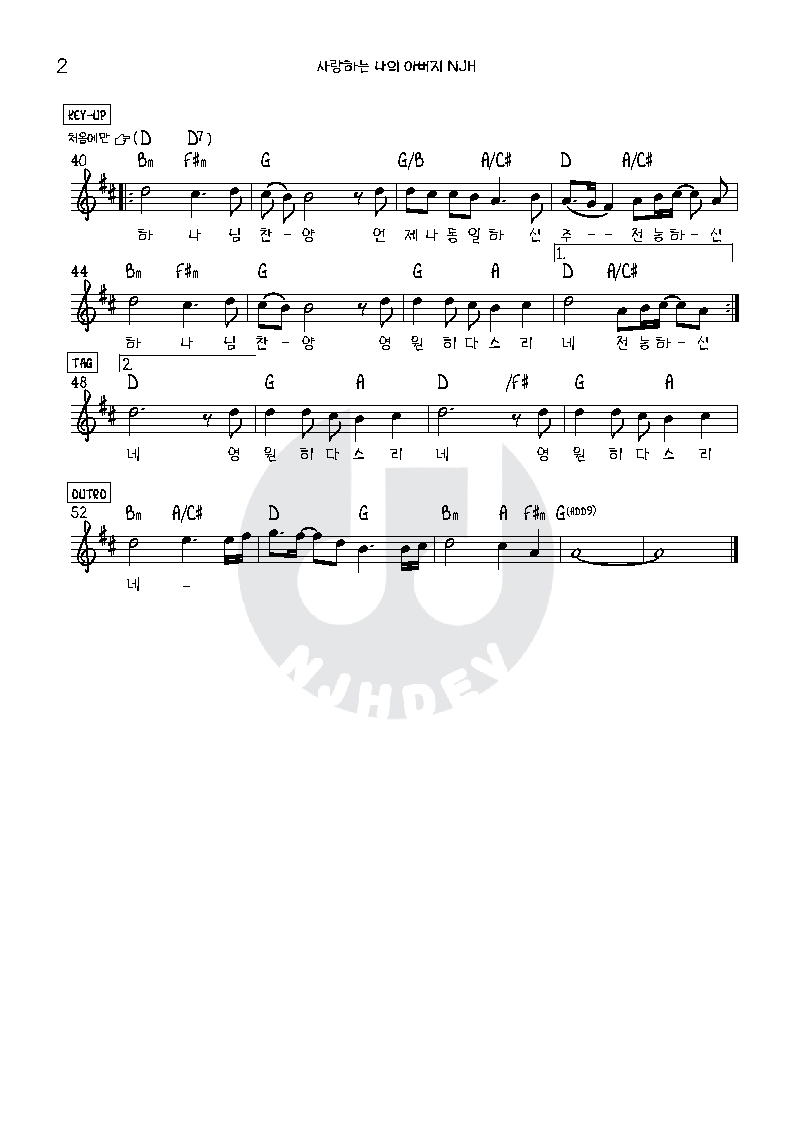 2
사랑하는 나의 아버지 NJH
KEY-UP
처음에만 ☞ ( D D7 )
40 Bm F#m G G/B A/C# D A/C#
하 나 님 찬 - 양 언 제 나 동 일 하 신 주 - - 전 능 하 - 신
1.
44 Bm F#m G G A D A/C#
하 나 님 찬 - 양 영 원 히 다 스 리 네 전 능 하 - 신
TAG 2.
48 D G A D /F# G A
네 영 원 히 다 스 리 네 영 원 히 다 스 리
OUTRO
52 Bm A/C# D G Bm A F#m G(ADD9)
네 -
NJHDEV